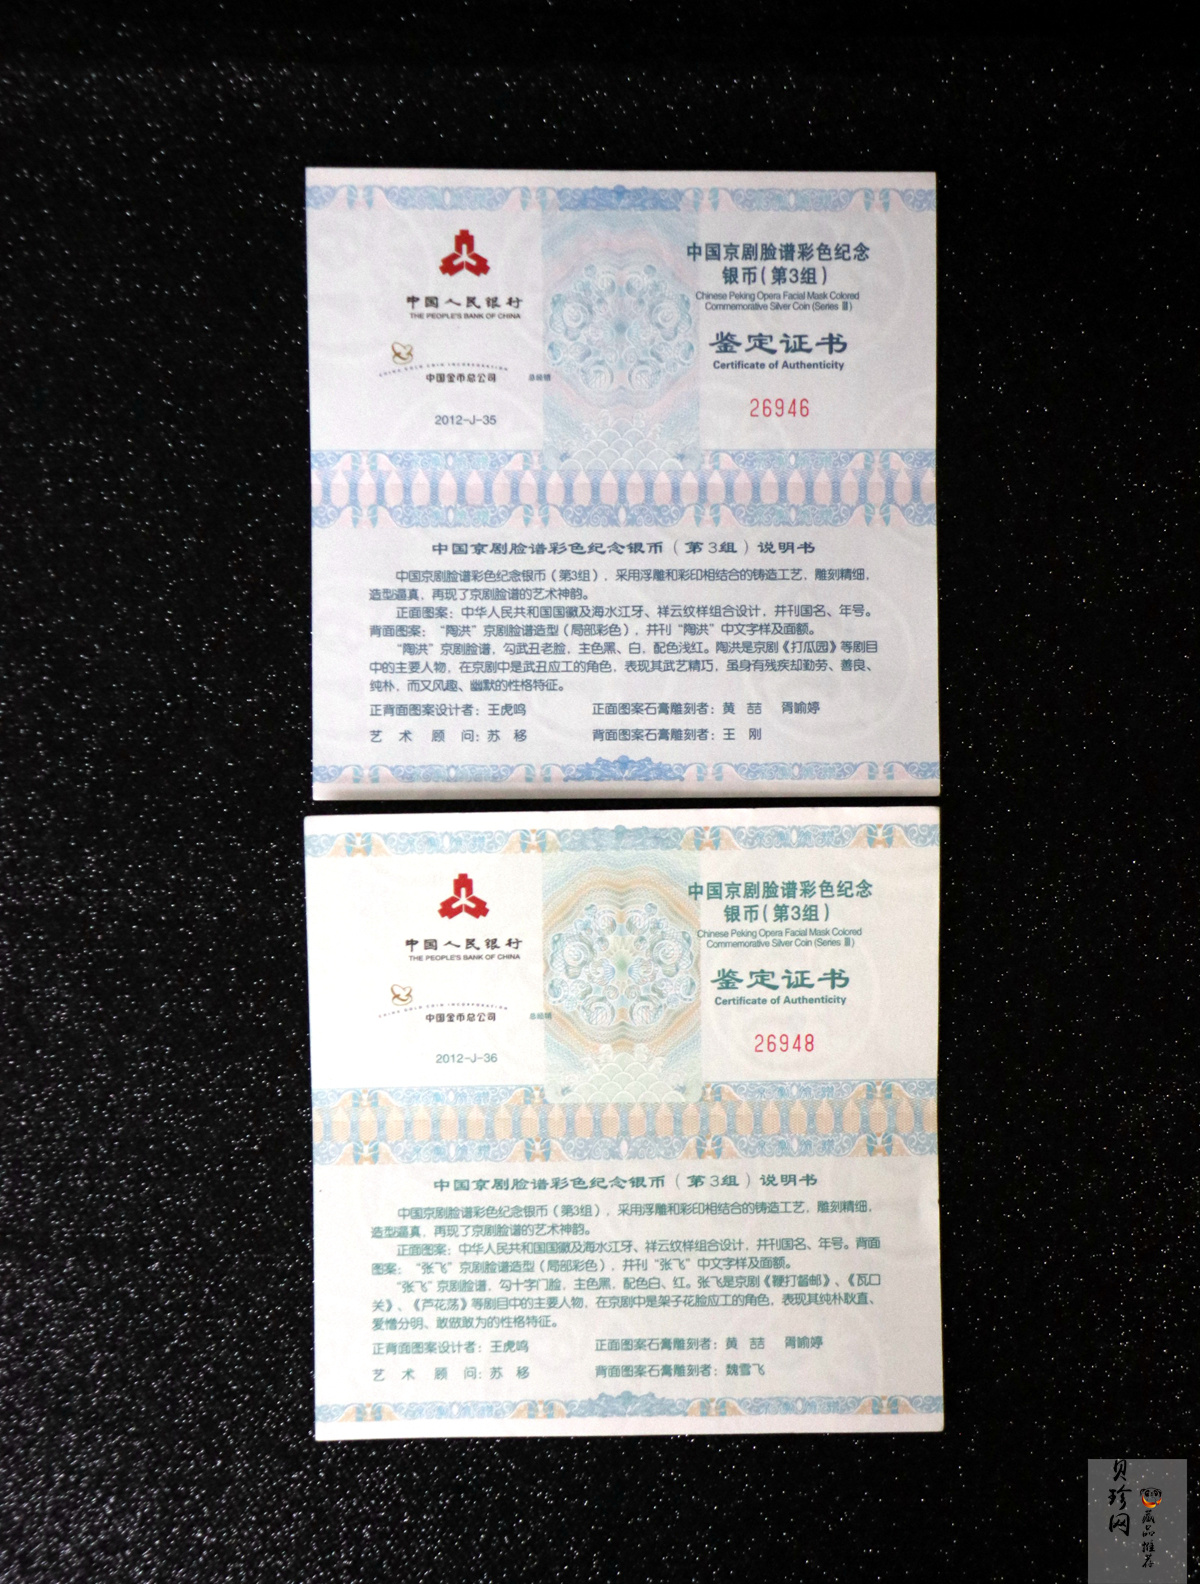 中国人民银行
THE PEOPLE'S BANK OF CHINA
CHINA GOLD COIN INCORPORATION
中国金币总公司 总经销
2012-J-35
中国京剧脸谱彩色纪念
银币(第3组)
Chinese Peking Opera Facial Mask Colored
Commemorative Silver Coin (Series Ⅲ)
鉴定证书
Certificate of Authenticity
26946
中国京剧脸谱彩色纪念银币(第3组)说明书
中国京剧脸谱彩色纪念银币(第3组),采用浮雕和彩印相结合的铸造工艺,雕刻精细,
造型逼真,再现了京剧脸谱的艺术神韵。
正面图案:中华人民共和国国徽及海水江牙、祥云纹样组合设计,并刊国名、年号。
背面图案:“陶洪”京剧脸谱造型(局部彩色),并刊“陶洪”中文字样及面额。
“陶洪”京剧脸谱,勾武丑老脸,主色黑、白,配色浅红。陶洪是京剧《打瓜园》等剧目
中的主要人物,在京剧中是武丑应工的角色,表现其武艺精巧,虽身有残疾却勤劳、善良、
纯朴,而又风趣、幽默的性格特征。
正背面图案设计者:王虎鸣 正面图案石膏雕刻者:黄 喆 胥喻婷
艺 术 顾 问:苏 移 背面图案石膏雕刻者:王 刚
中国人民银行
THE PEOPLE'S BANK OF CHINA
CHINA GOLD COIN INCORPORATION
中国金币总公司 总经销
2012-J-36
中国京剧脸谱彩色纪念
银币(第3组)
Chinese Peking Opera Facial Mask Colored
Commemorative Silver Coin (Series Ⅲ)
鉴定证书
Certificate of Authenticity
26948
中国京剧脸谱彩色纪念银币(第3组)说明书
中国京剧脸谱彩色纪念银币(第3组),采用浮雕和彩印相结合的铸造工艺,雕刻精细,
造型逼真,再现了京剧脸谱的艺术神韵。
正面图案:中华人民共和国国徽及海水江牙、祥云纹样组合设计,并刊国名、年号。背面
图案:“张飞”京剧脸谱造型(局部彩色),并刊“张飞”中文字样及面额。
“张飞”京剧脸谱,勾十字门脸,主色黑,配色白、红。张飞是京剧《鞭打督邮》、《瓦口
关》、《芦花荡》等剧目中的主要人物,在京剧中是架子花脸应工的角色,表现其纯朴耿直、
爱憎分明、敢做敢为的性格特征。
正背面图案设计者:王虎鸣 正面图案石膏雕刻者:黄 喆 胥喻婷
艺 术 顾 问:苏 移 背面图案石膏雕刻者:魏雪飞
贝珍网
藏品推荐